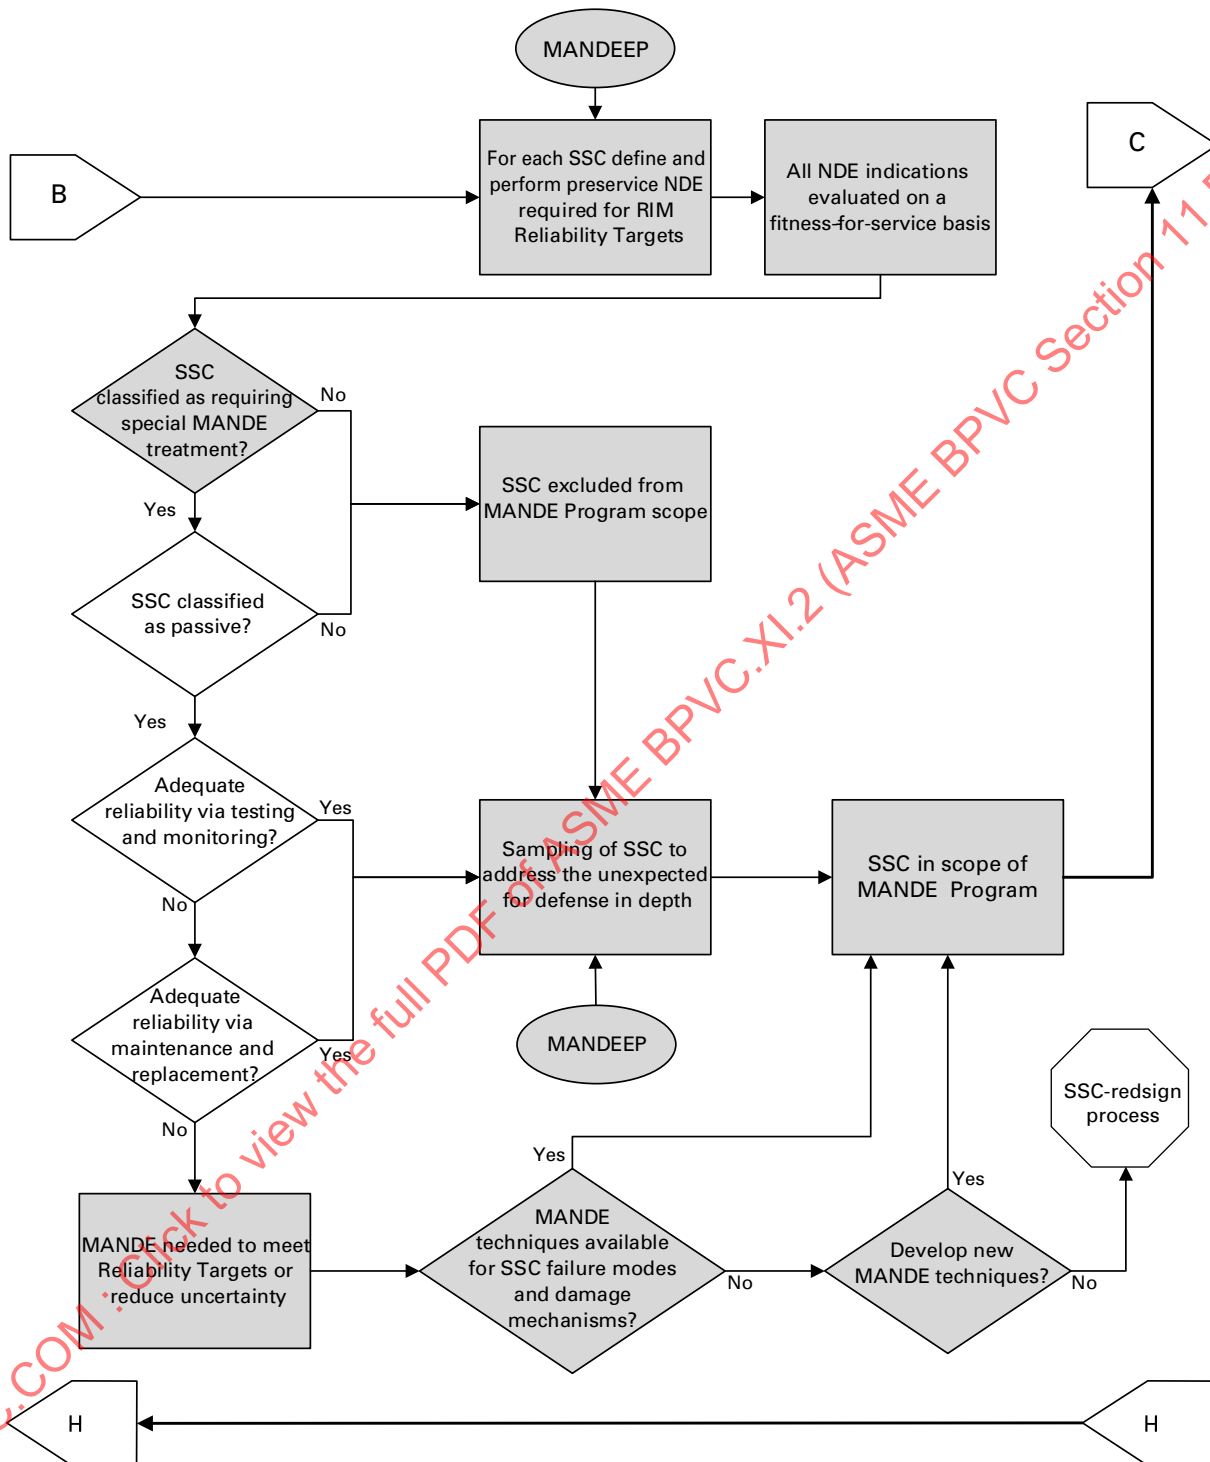 MANDEEP
B
For each SSC define and
perform preservice NDE
required for RIM
Reliability Targets
All NDE indications
evaluated on a
fitness-for-service basis
C
SSC
classified as requiring
special MANDE
treatment?
No
Yes
SSC excluded from
MANDE Program scope
SSC classified
as passive?
No
Yes
Adequate
reliability via testing
and monitoring?
Yes
No
Sampling of SSC to
address the unexpected
for defense in depth
SSC in scope of
MANDE Program
Adequate
reliability via
maintenance and
replacement?
Yes
No
MANDEEP
SSC-redsign
process
MANDE needed to meet
Reliability Targets or
reduce uncertainty
Yes
MANDE
techniques available
for SSC failure modes
and damage
mechanisms?
No
Yes
Develop new
MANDE techniques?
No
H
H
C.COM : Click to view the full PDF of ASME BPVC.XI.2 (ASME BPVC Section 11